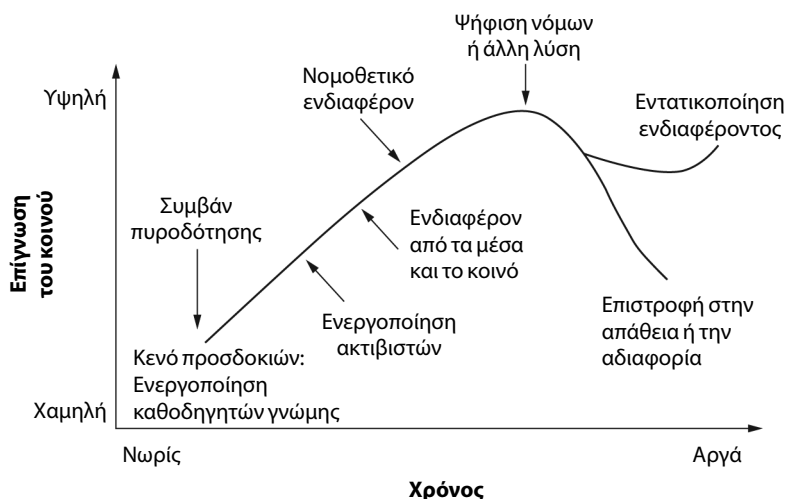 Ψήφιση νόμων
ή άλλη λύση
Νομοθετικό
ενδιαφέρον
Υψηλή
Εντατικοποίηση
ενδιαφέροντος
Συμβάν
πυροδότησης
Ενδιαφέρον
από τα μέσα
και το κοινό
Επίγνωση
του κοινού
Ενεργοποίηση
ακτιβιστών
Επιστροφή στην
απάθεια ή την
αδιαφορία
Κενό προσδοκιών:
Ενεργοποίηση
καθοδηγητών γνώμης
Χαμηλή
Νωρίς
Αργά
Χρόνος